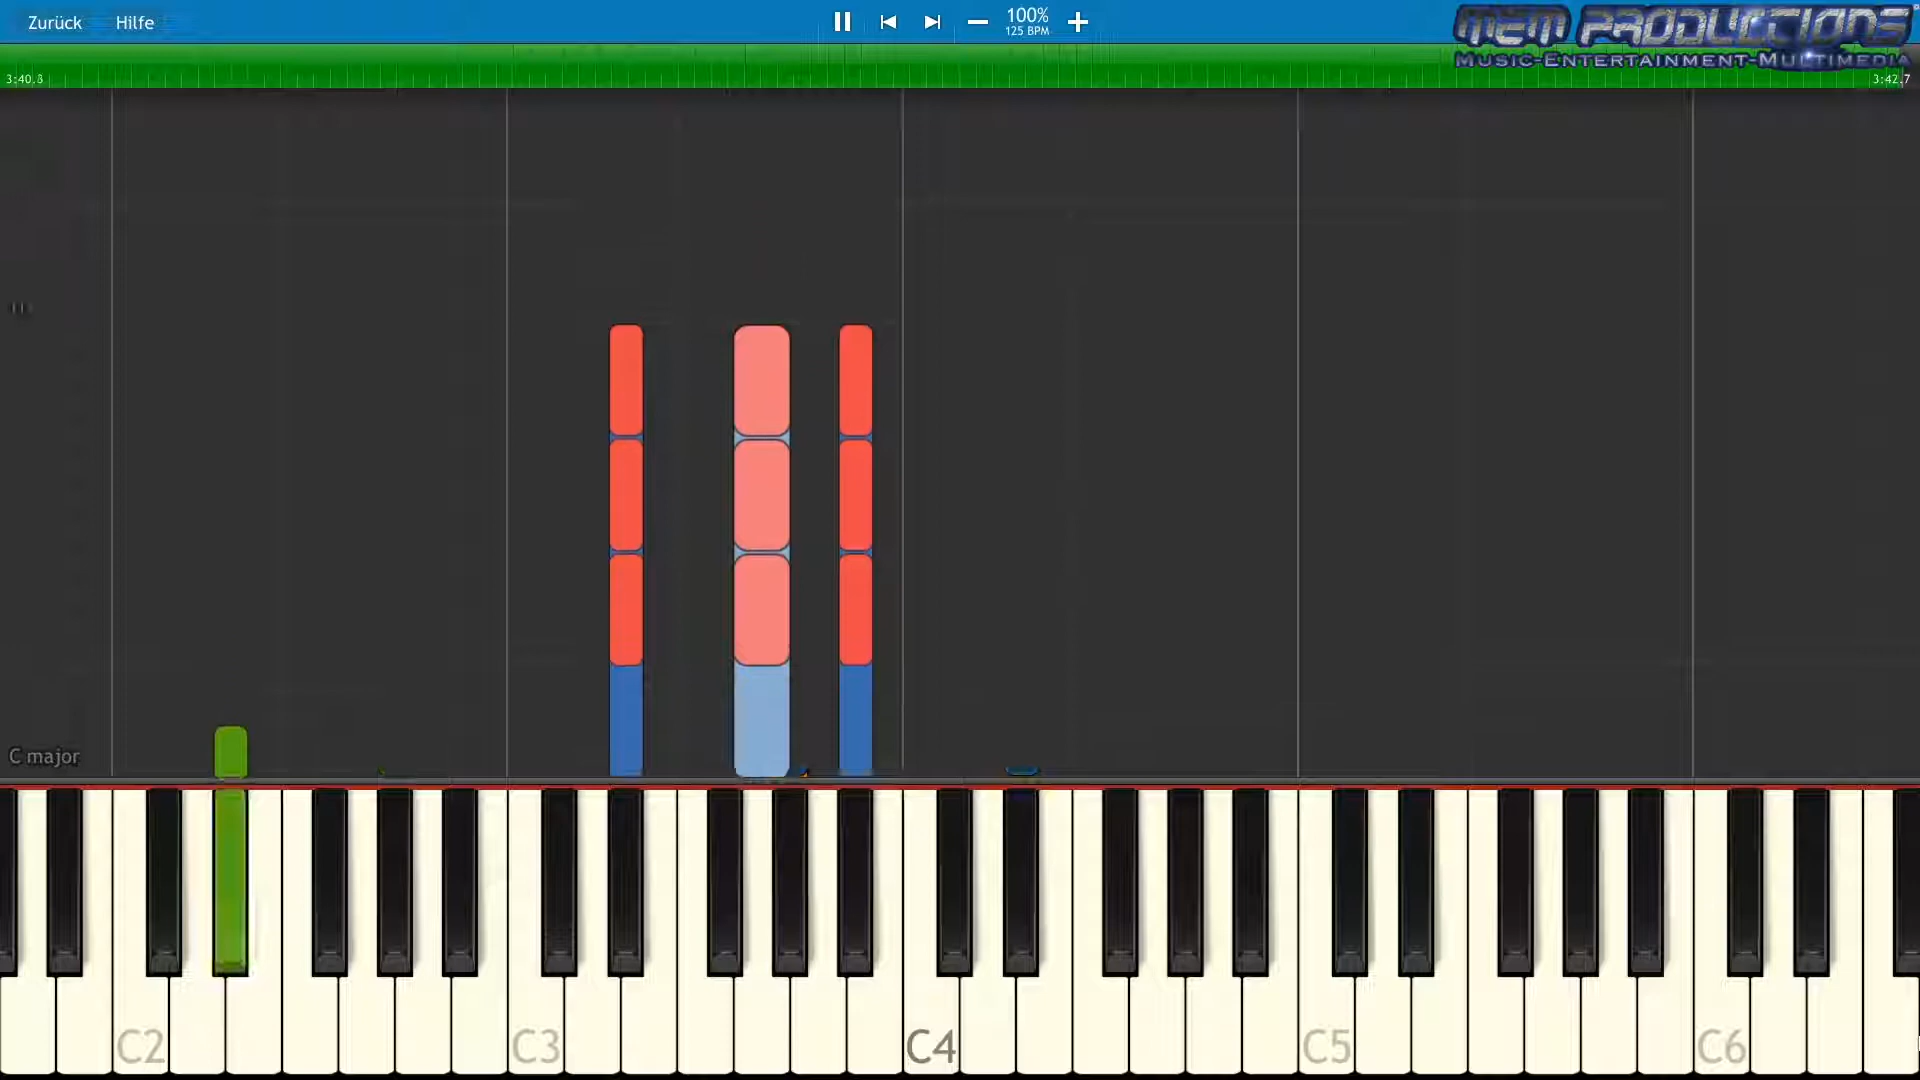 Zurück Hilfe
100%
125 BPM
MEM PRODUCTIONS
MUSIC-ENTERTAINMENT-MULTIMEDIA
3:40.8 3:42.7
C major
C2 C3 C4 C5 C6